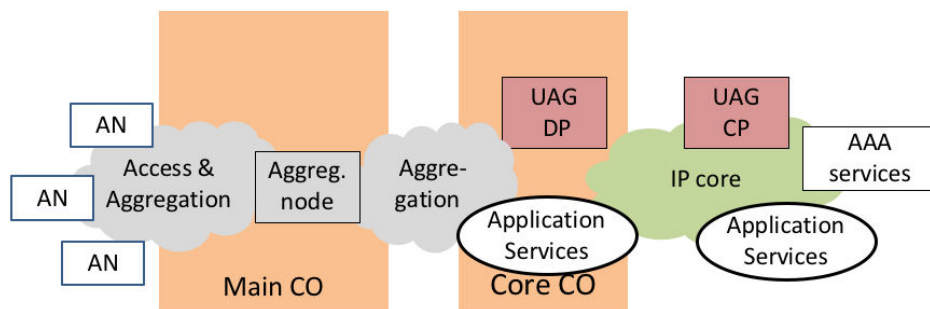 AN
AN
AN
Access &
Aggregation
Aggreg.
node
Main CO
Aggre-
gation
UAG
DP
Application
Services
Core CO
UAG
CP
IP core
AAA
services
Application
Services